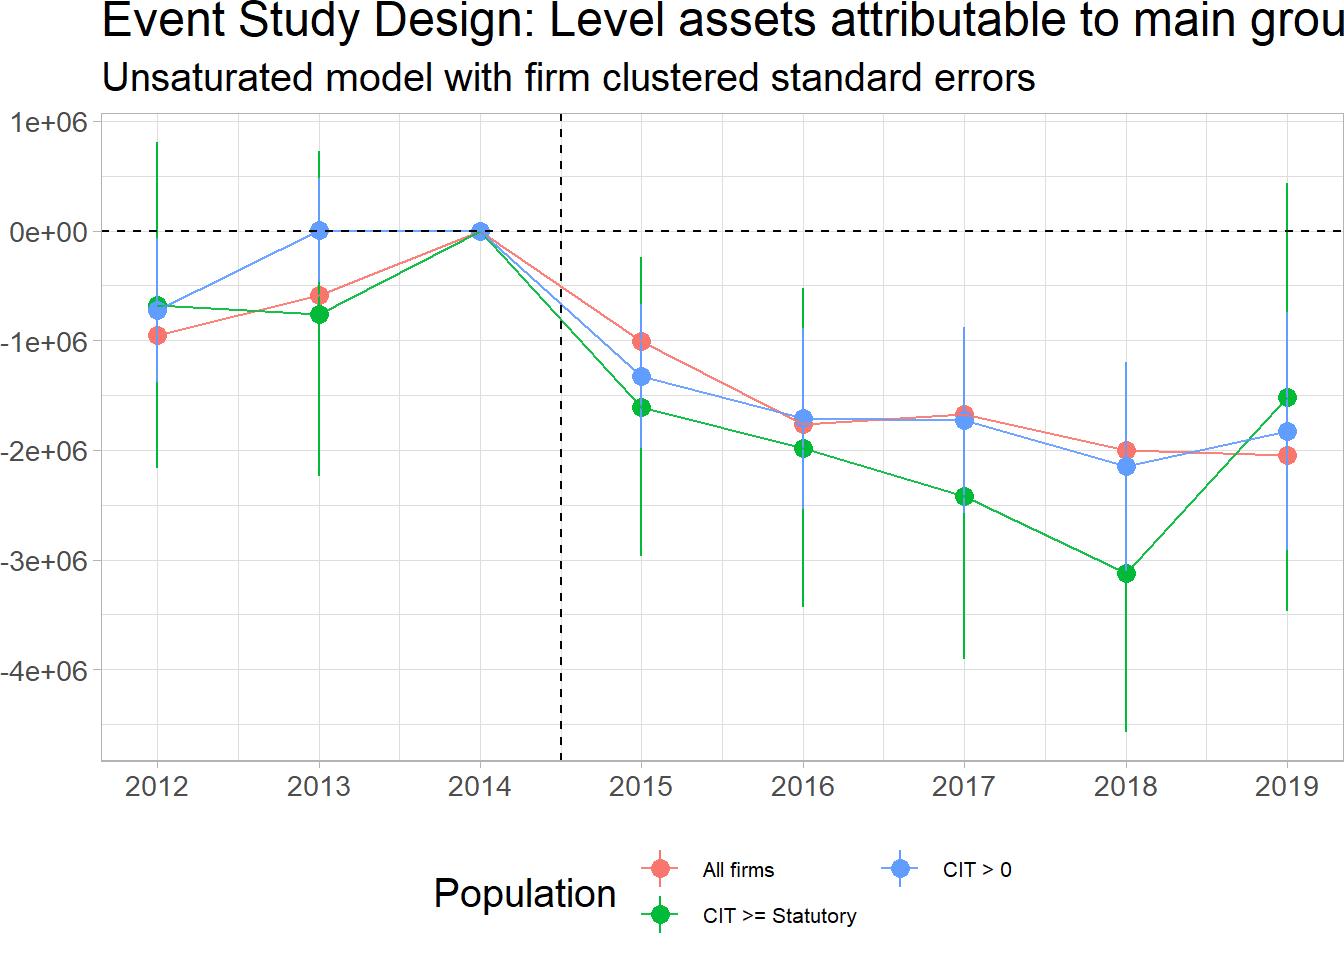 Event Study Design: Level assets attributable to main grou
Unsaturated model with firm clustered standard errors
1e+06
0e+00
-1e+06
-2e+06
-3e+06
-4e+06
2012 2013 2014 2015 2016 2017 2018 2019
Population
All firms
CIT > 0
CIT >= Statutory